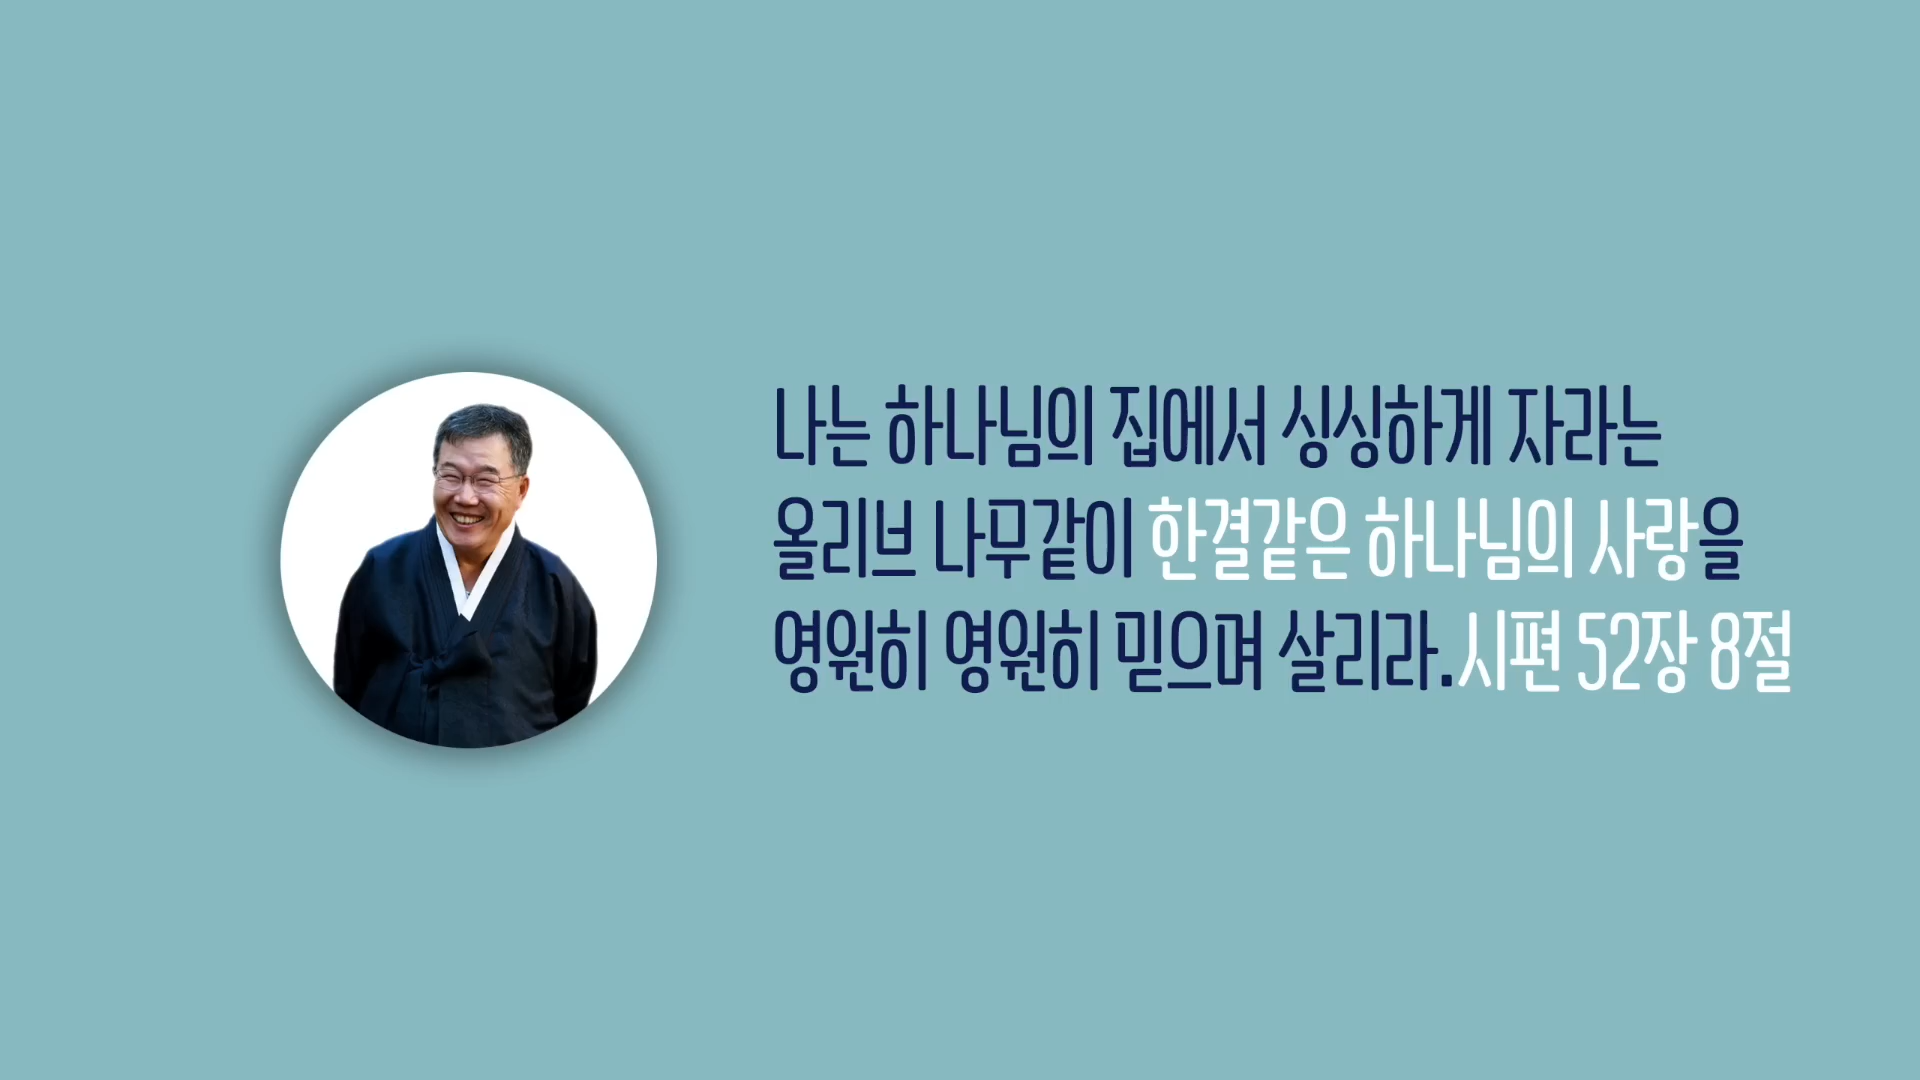 나는 하나님의 집에서 싱싱하게 자라는
올리브 나무같이 한결같은 하나님의 사랑을
영원히 영원히 믿으며 살리라.시편 52장 8절